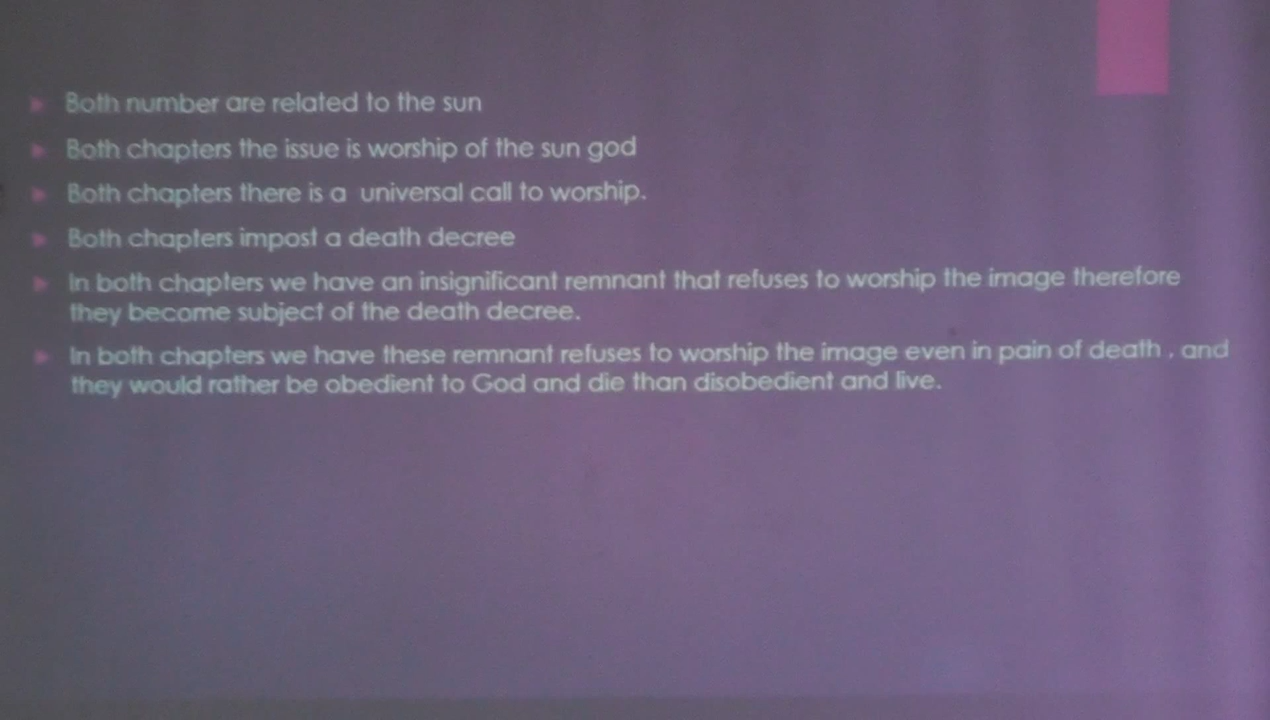 Both number are related to the sun
Both chapters the issue is worship of the sun god
Both chapters there is a universal call to worship.
Both chapters impost a death decree
In both chapters we have an insignificant remnant that refuses to worship the image therefore
they become subject of the death decree.
In both chapters we have these remnant refuses to worship the image even in pain of death , and
they would rather be obedient to God and die than disobedient and live.